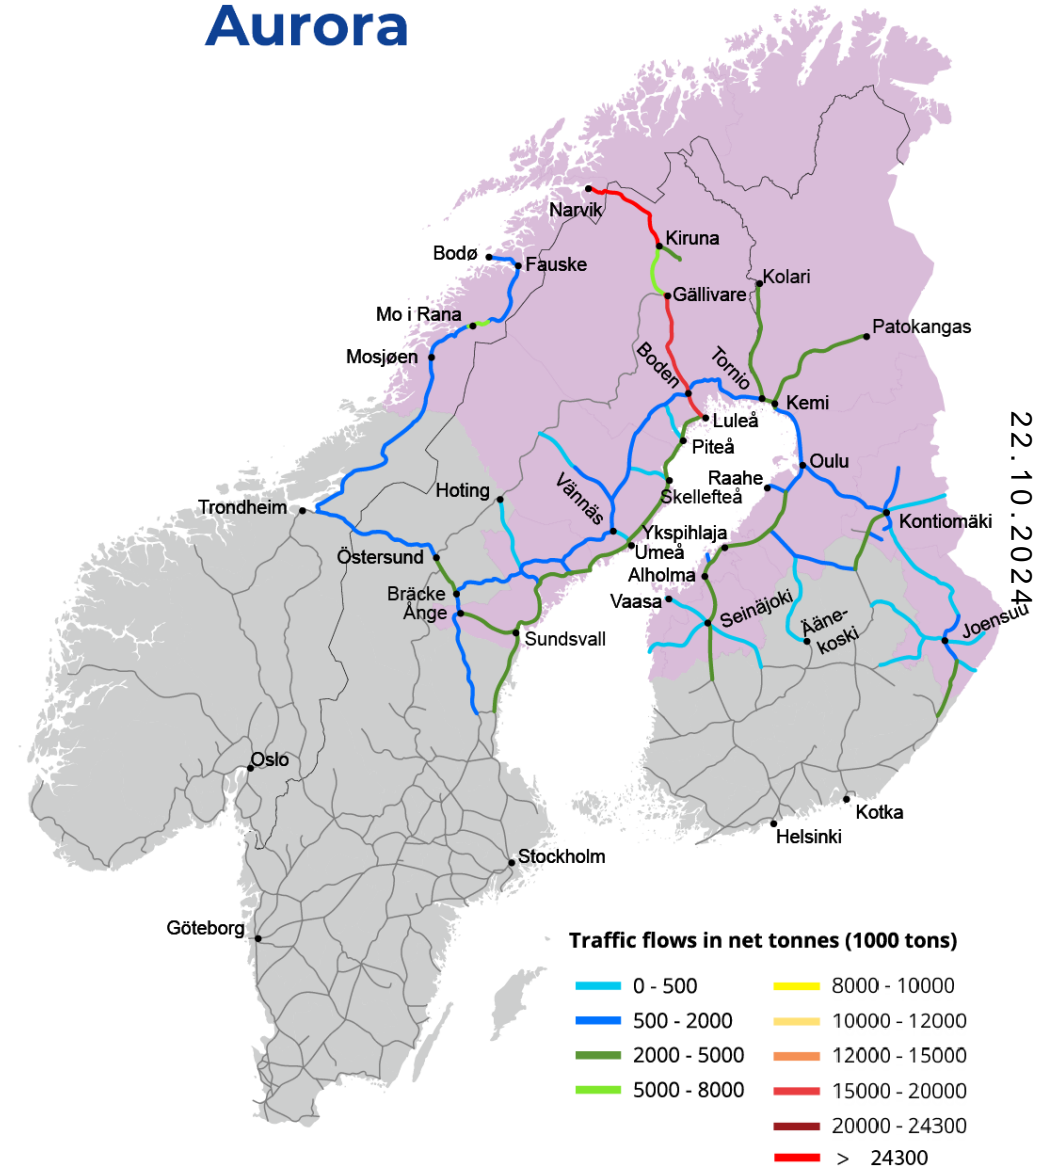 Aurora
Narvik
Kiruna
Bodø
Fauske
Kolari
Gällivare
Mo i Rana
Patokangas
Mosjøen
Boden
Tornio
Kemi
Luleå
Piteå
Oulu
Raahe
Hoting
Vännäs
Skellefteå
Trondheim
Kontiomäki
Ykspihlaja
Umeå
Östersund
Alholma
Bräcke
Vaasa
Ånge
Seinäjoki
Ääne-
koski
Joensuu
Sundsvall
22.10.2024
Oslo
Kotka
Helsinki
Stockholm
Göteborg
Traffic flows in net tonnes (1000 tons)
0 - 500
500 - 2000
2000 - 5000
5000 - 8000
8000 - 10000
10000 - 12000
12000 - 15000
15000 - 20000
20000 - 24300
> 24300